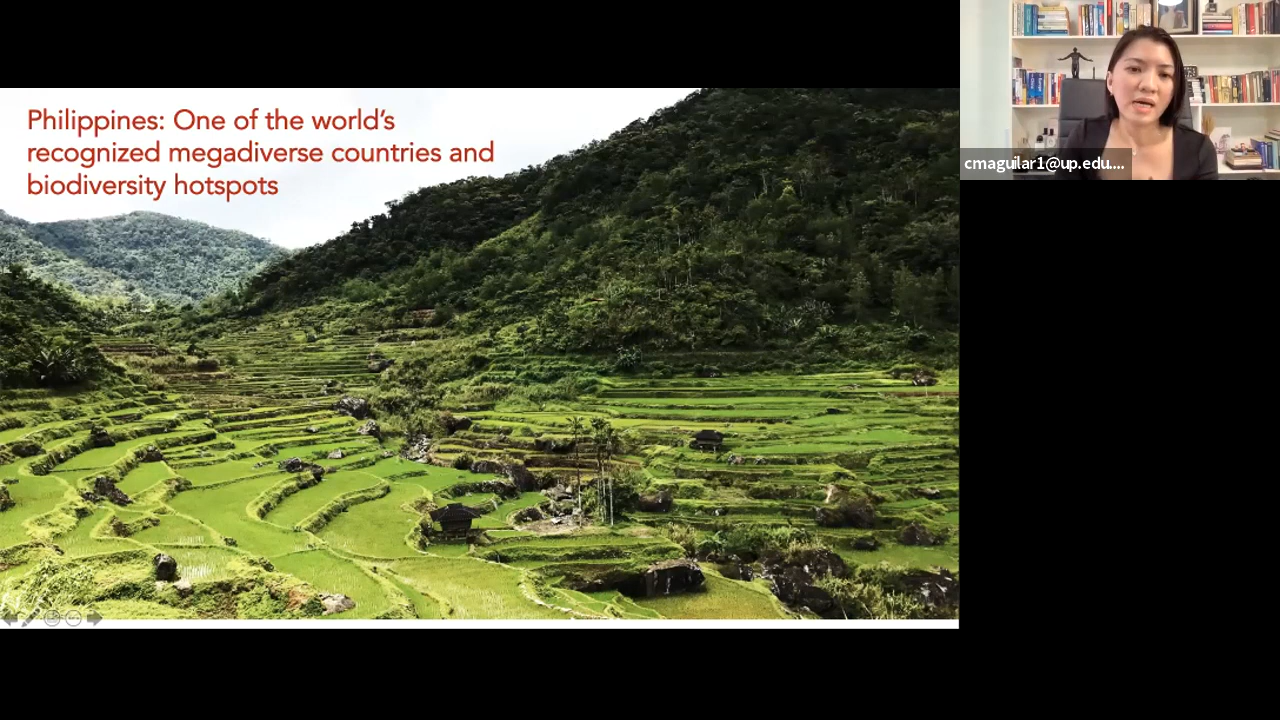 Philippines: One of the world's
recognized megadiverse countries and
biodiversity hotspots
cmaguilar1@up.edu....